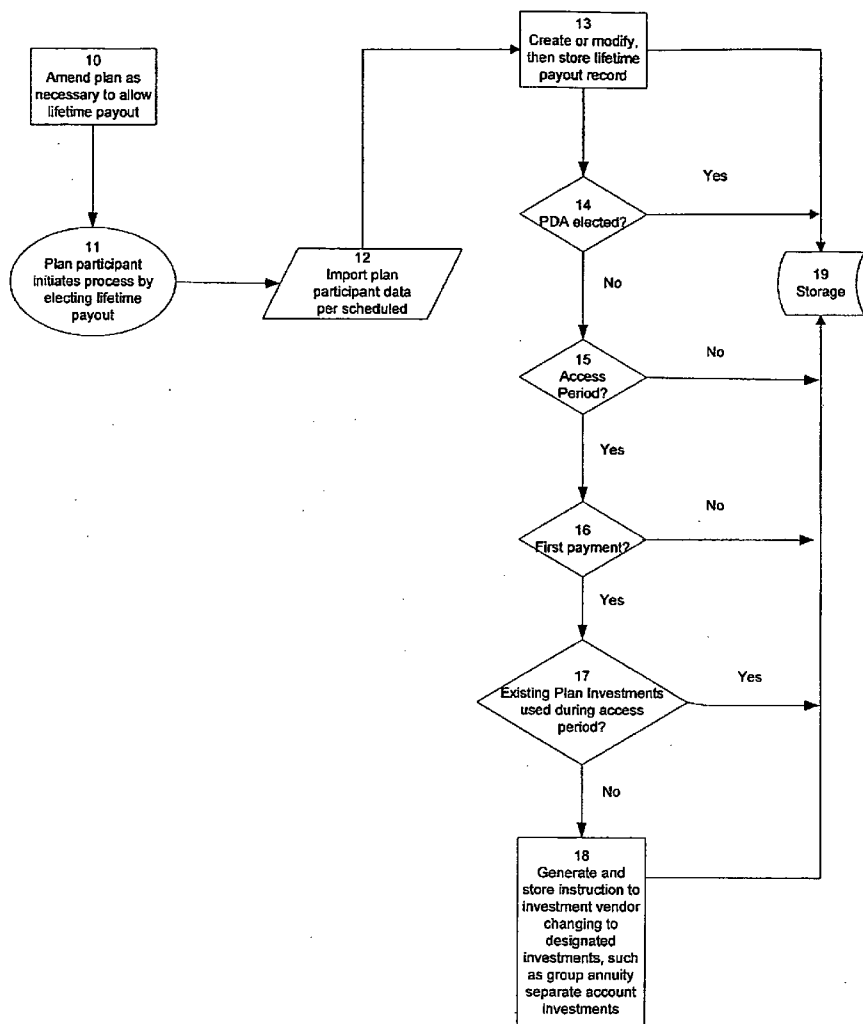 10
Amend plan as
necessary to allow
lifetime payout
11
Plan participant
initiates process by
electing lifetime
payout
12
Import plan
participant data
per scheduled
13
Create or modify,
then store lifetime
payout record
14
PDA elected?
Yes
No
15
Access
Period?
No
Yes
16
First payment?
No
Yes
17
Existing Plan Investments
used during access
period?
Yes
No
18
Generate and
store instruction to
investment vendor
changing to
designated
investments, such
as group annuity
separate account
investments
19
Storage